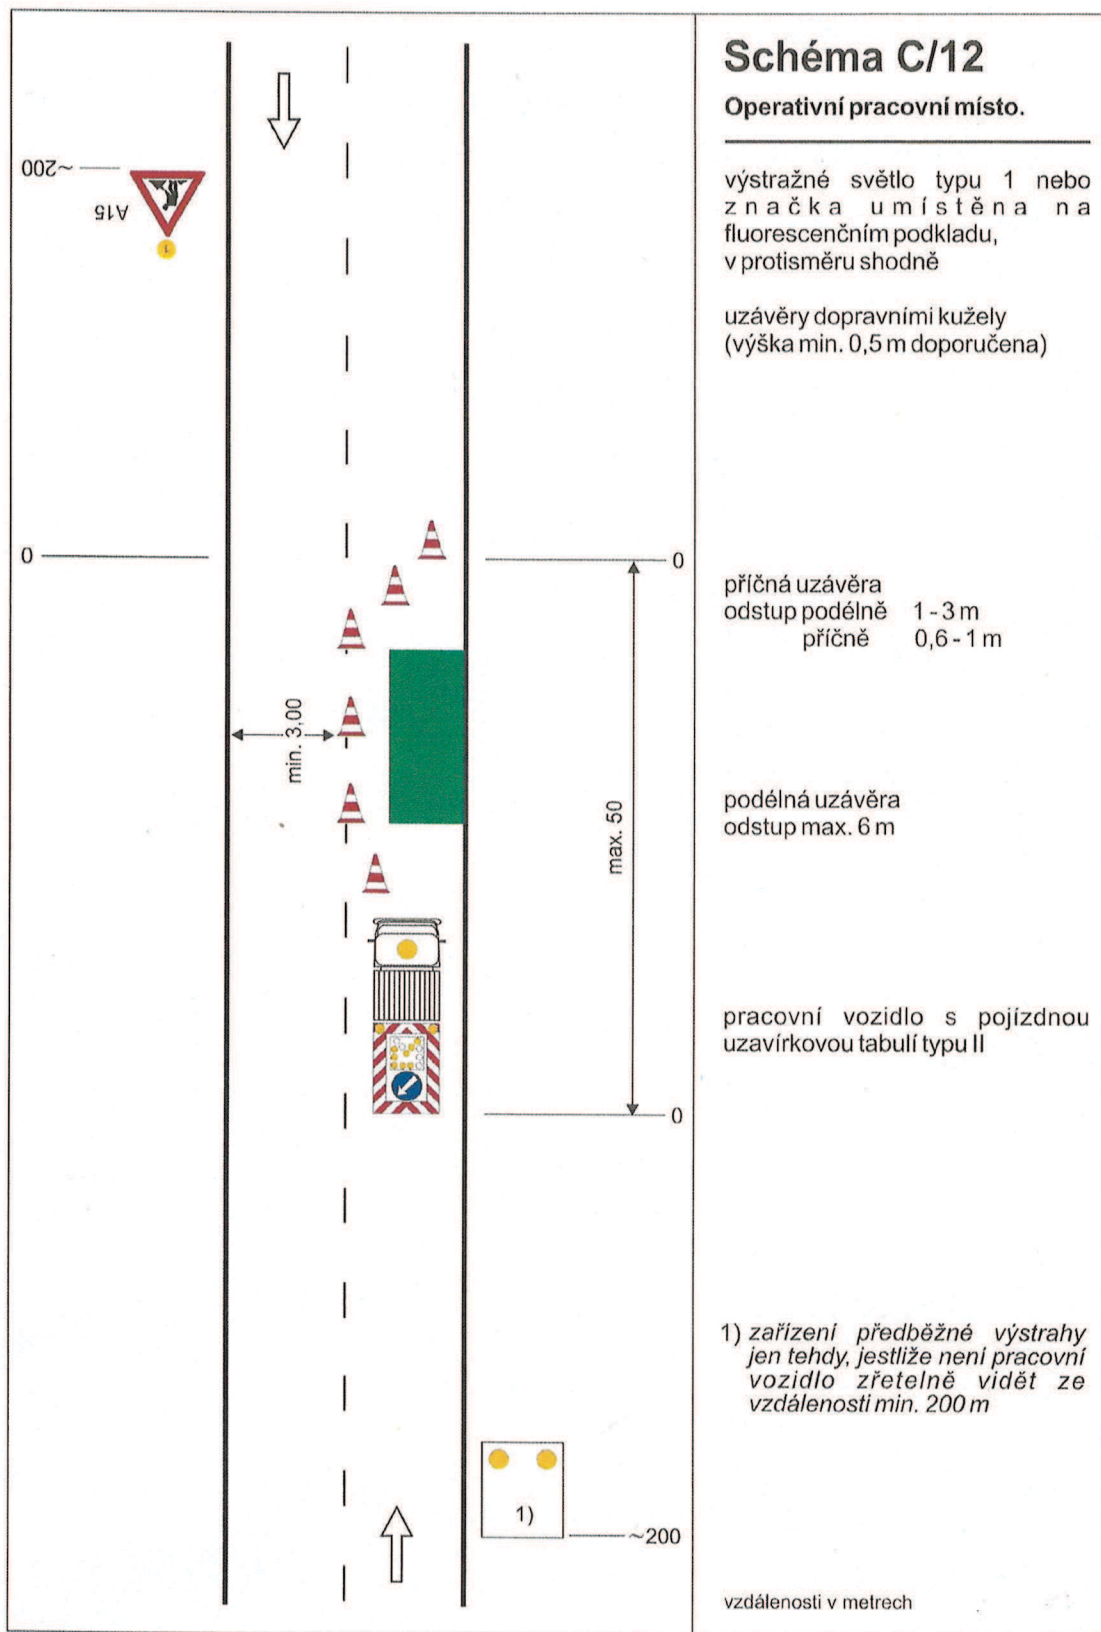 Schéma C/12
Operativní pracovní místo.
výstražné světlo typu 1 nebo
značka umístěna na
fluorescenčním podkladu,
v protisměru shodně
uzávěry dopravními kužely
(výška min. 0,5 m doporučena)
~200
A15
1
0
0
příčná uzávěra
odstup podélně 1 - 3 m
příčně 0,6 - 1 m
min. 3,00
max. 50
podélná uzávěra
odstup max. 6 m
pracovní vozidlo s pojízdnou
uzavírkovou tabulí typu II
0
1) zařízení předběžné výstrahy
jen tehdy, jestliže není pracovní
vozidlo zřetelně vidět ze
vzdálenosti min. 200 m
1)
~200
vzdálenosti v metrech